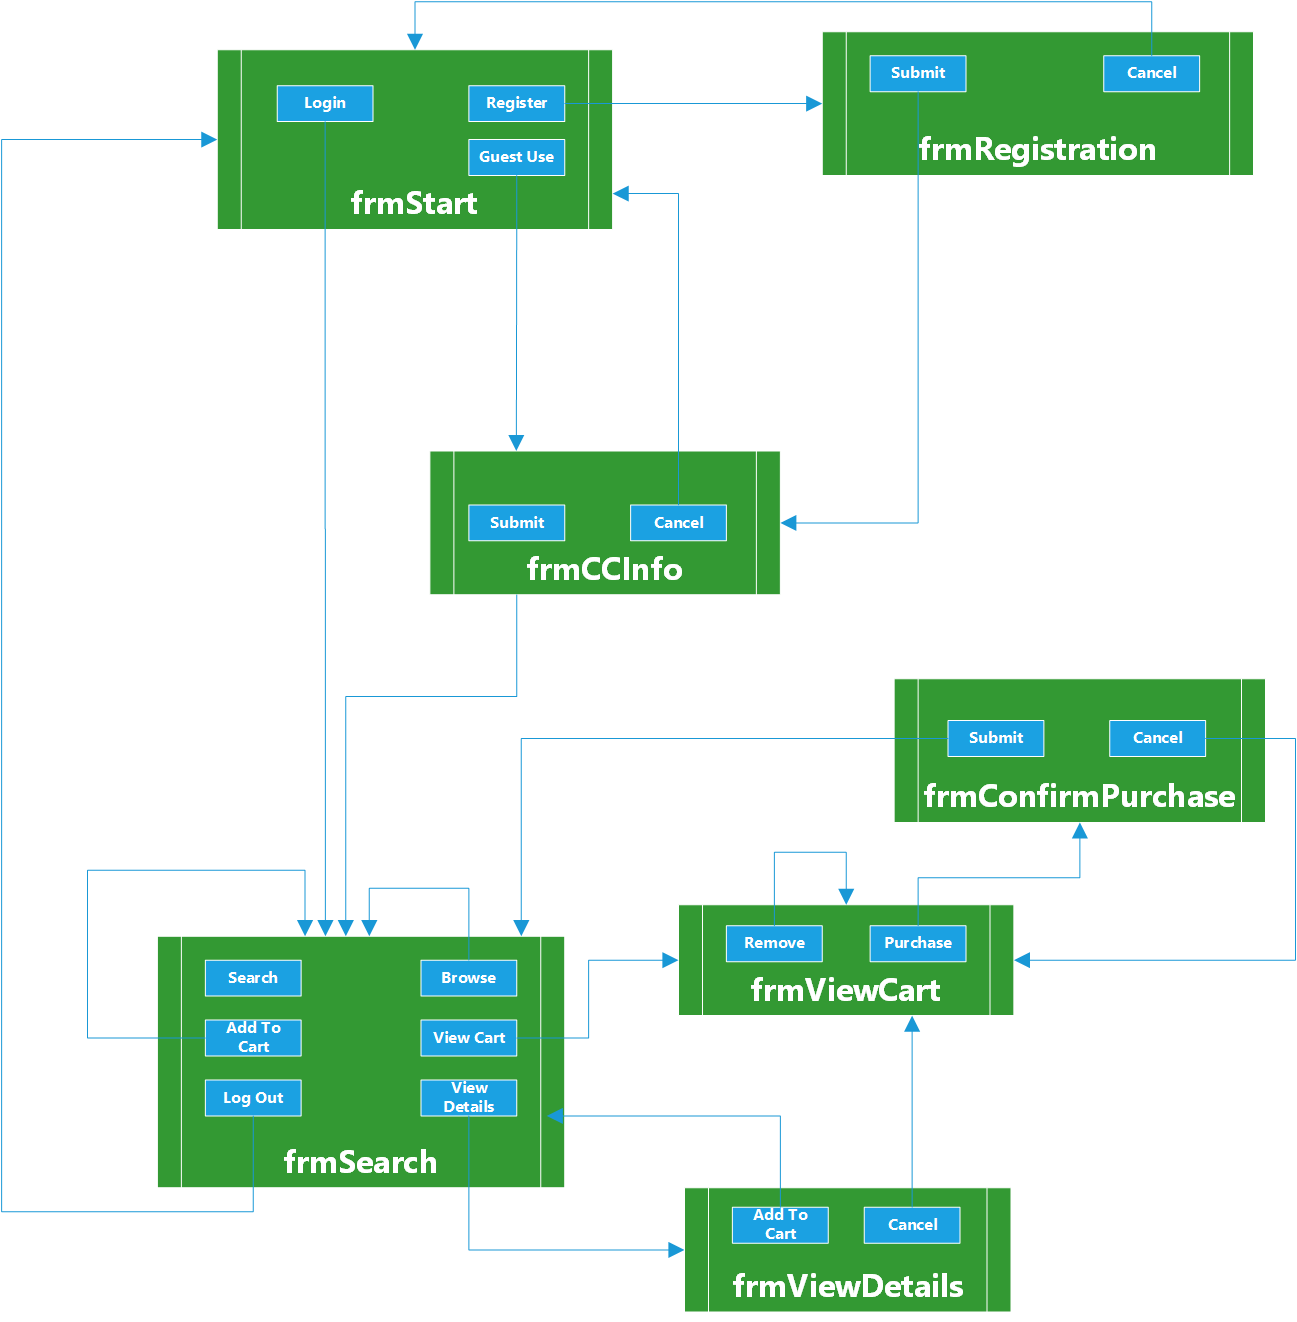 Login
Register
Guest Use
frmStart
Submit
Cancel
frmRegistration
Submit
Cancel
frmCCInfo
Submit
Cancel
frmConfirmPurchase
Remove
Purchase
frmViewCart
Search
Browse
Add To
Cart
View Cart
Log Out
View
Details
frmSearch
Add To
Cart
Cancel
frmViewDetails